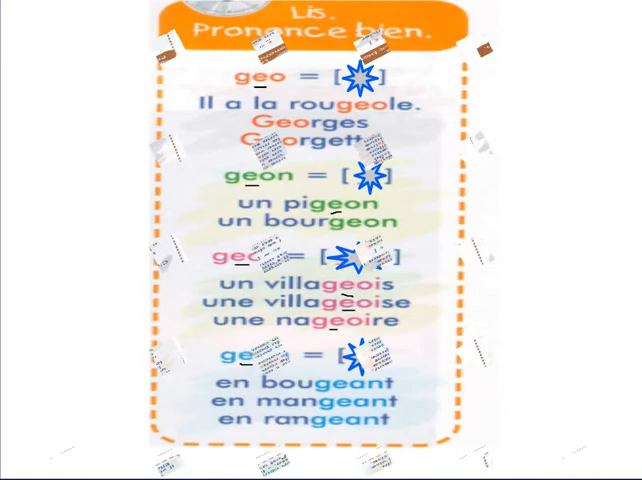 Lis.
Prononce bien.
geo = [ ]
Il a la rougeole.
Georges
geon = [ ]
un pigeon
un bourgeon
= [ ]
un villageois
une villageoise
une nageoire
= [
en bougeant
en mangeant
en rangeant